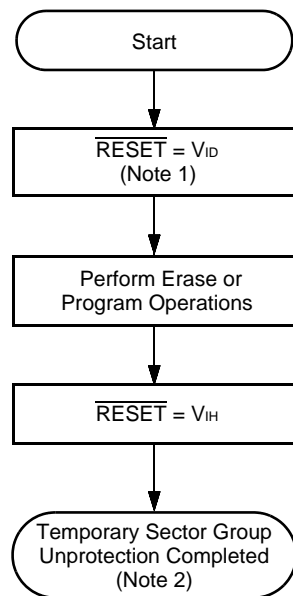 Start
RESET = VID
(Note 1)
Perform Erase or
Program Operations
RESET = VIH
Temporary Sector Group
Unprotection Completed
(Note 2)